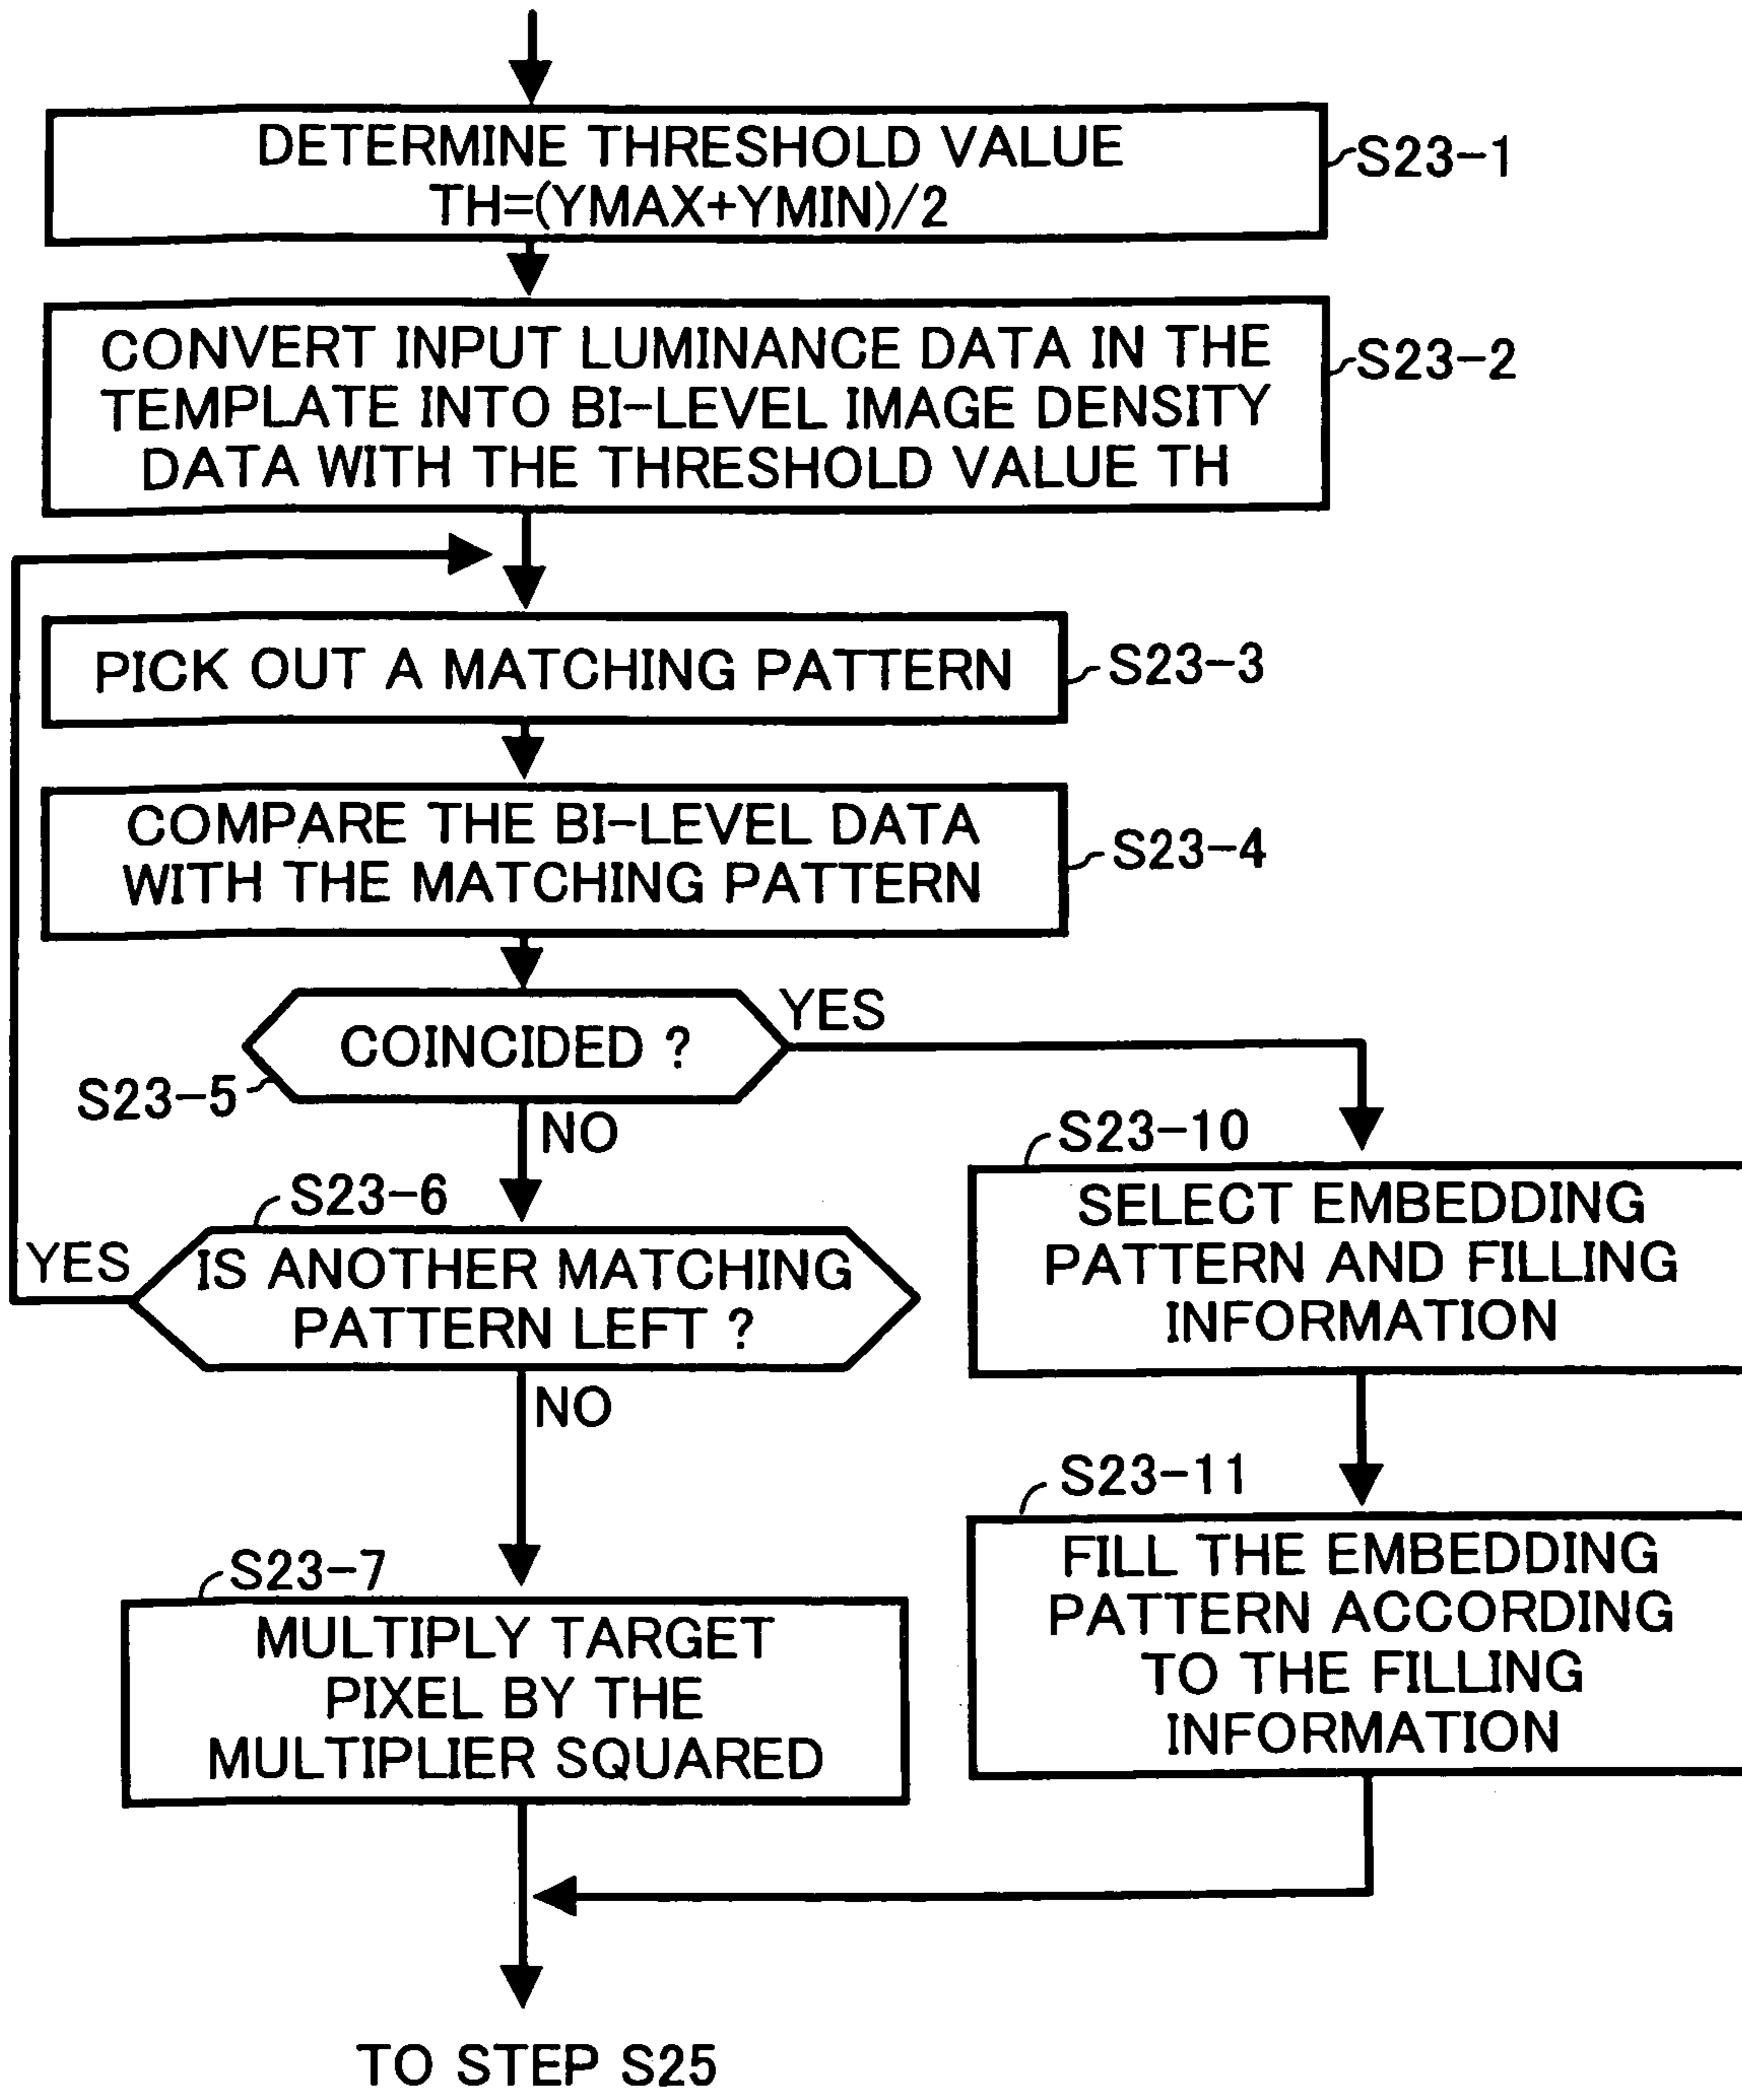 DETERMINE THRESHOLD VALUE
TH=(YMAX+YMIN)/2
S23-1
CONVERT INPUT LUMINANCE DATA IN THE
TEMPLATE INTO BI-LEVEL IMAGE DENSITY
DATA WITH THE THRESHOLD VALUE TH
S23-2
PICK OUT A MATCHING PATTERN
S23-3
COMPARE THE BI-LEVEL DATA
WITH THE MATCHING PATTERN
S23-4
COINCIDED ?
YES
S23-5
NO
S23-6
IS ANOTHER MATCHING
PATTERN LEFT ?
YES
NO
S23-7
MULTIPLY TARGET
PIXEL BY THE
MULTIPLIER SQUARED
S23-10
SELECT EMBEDDING
PATTERN AND FILLING
INFORMATION
S23-11
FILL THE EMBEDDING
PATTERN ACCORDING
TO THE FILLING
INFORMATION
TO STEP S25